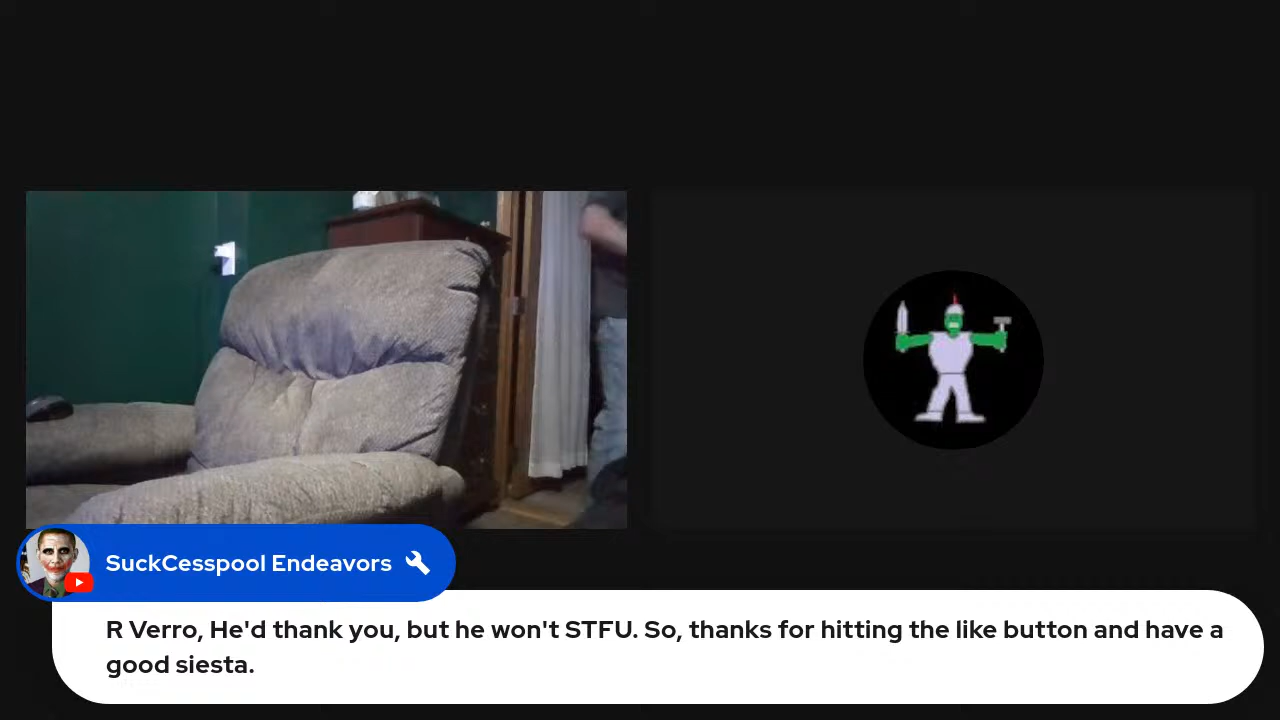 SuckCesspool Endeavors
R Verro, He'd thank you, but he won't STFU. So, thanks for hitting the like button and have a
good siesta.